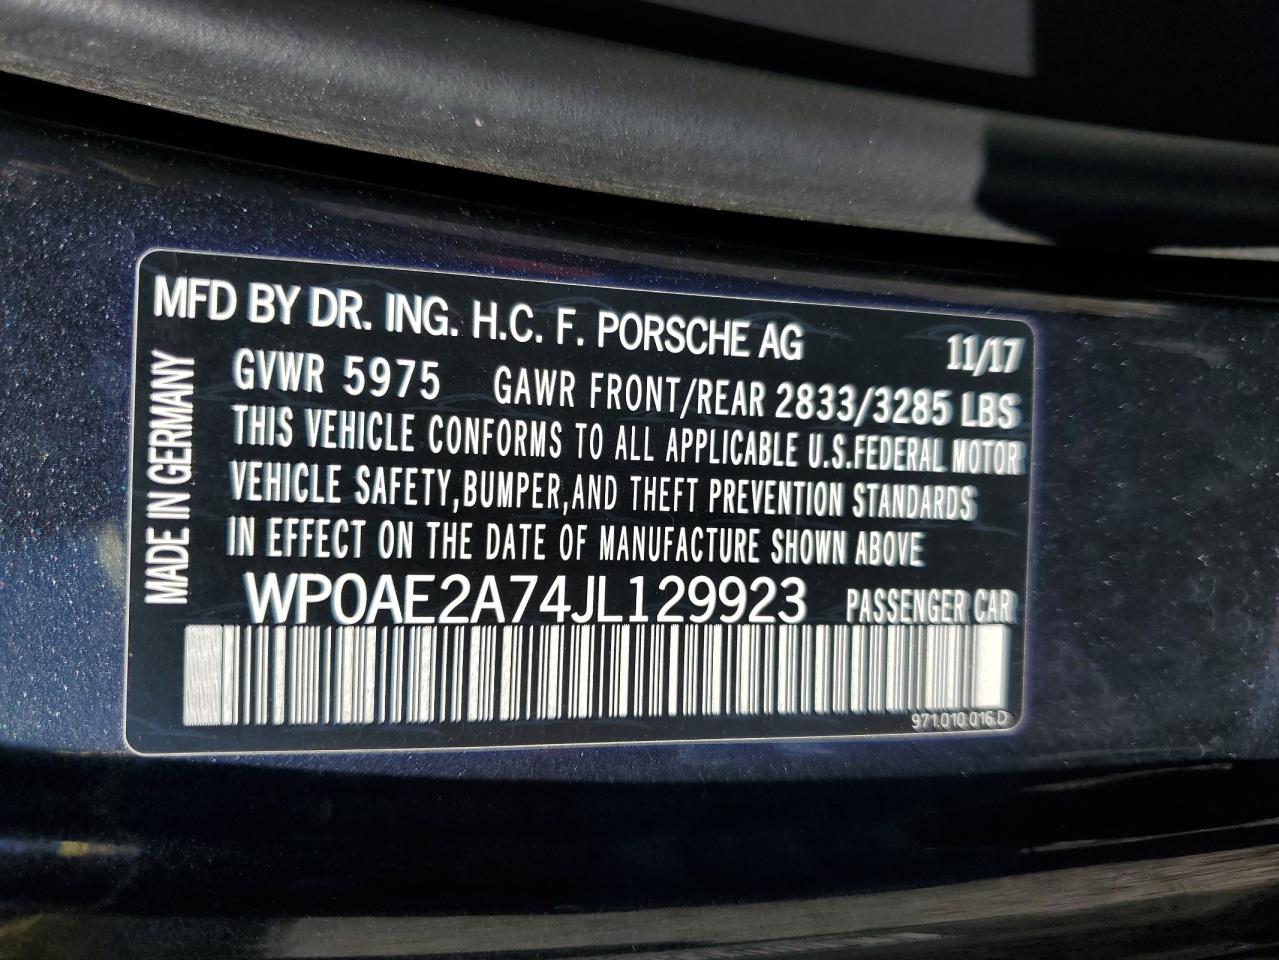 MFD BY DR. ING. H.C. F. PORSCHE AG 11/17
GVWR 5975 GAWR FRONT/REAR 2833/3285 LBS
THIS VEHICLE CONFORMS TO ALL APPLICABLE U.S.FEDERAL MOTOR
VEHICLE SAFETY,BUMPER,AND THEFT PREVENTION STANDARDS
IN EFFECT ON THE DATE OF MANUFACTURE SHOWN ABOVE
WP0AE2A74JL129923 PASSENGER CAR
971.010.016.D
MADE IN GERMANY